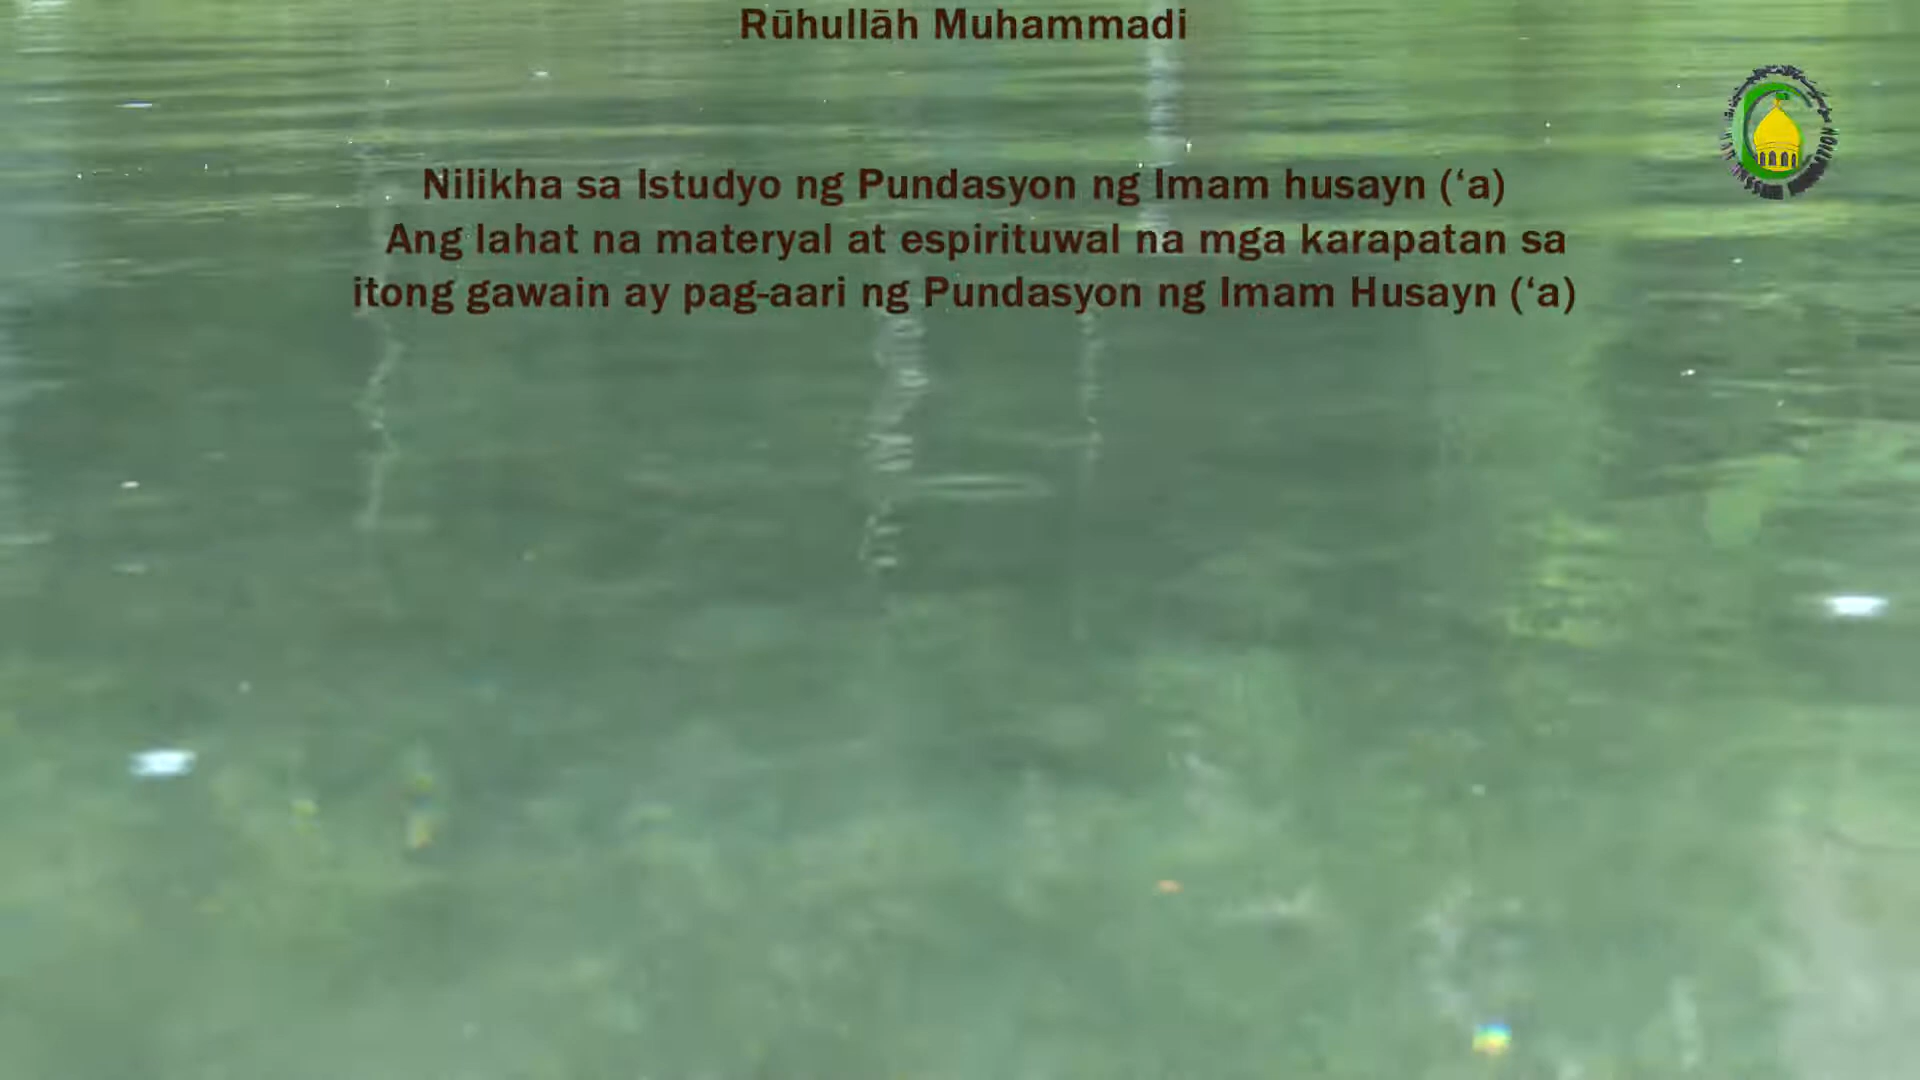 Rūhullāh Muhammadi
Nilikha sa Istudyo ng Pundasyon ng Imam husayn (‘a)
Ang lahat na materyal at espirituwal na mga karapatan sa
itong gawain ay pag-aari ng Pundasyon ng Imam Husayn (‘a)